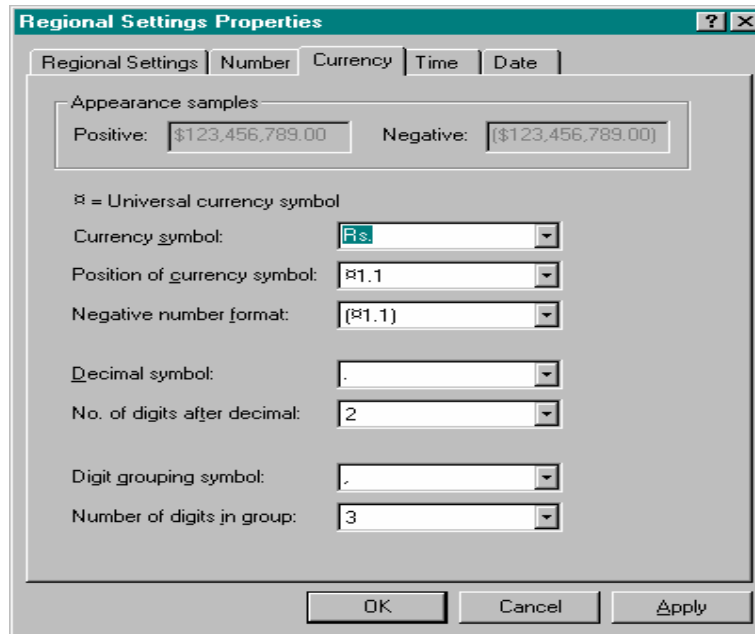 Regional Settings Properties ? ×
Regional Settings Number Currency Time Date
Appearance samples
Positive: $123,456,789.00 Negative: ($123,456,789.00)
¤ = Universal currency symbol
Currency symbol: Rs.
Position of currency symbol: ¤1.1
Negative number format: (¤1.1)
Decimal symbol: .
No. of digits after decimal: 2
Digit grouping symbol: ,
Number of digits in group: 3
OK Cancel Apply